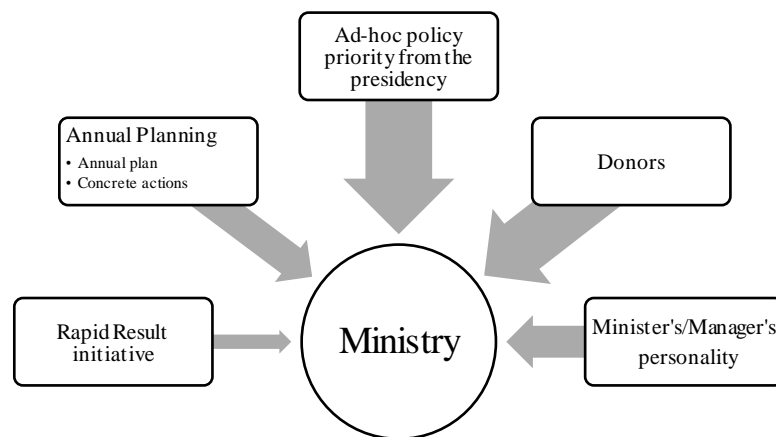 Ad-hoc policy
priority from the
presidency
Annual Planning
• Annual plan
• Concrete actions
Donors
Rapid Result
initiative
Ministry
Minister's/Manager's
personality